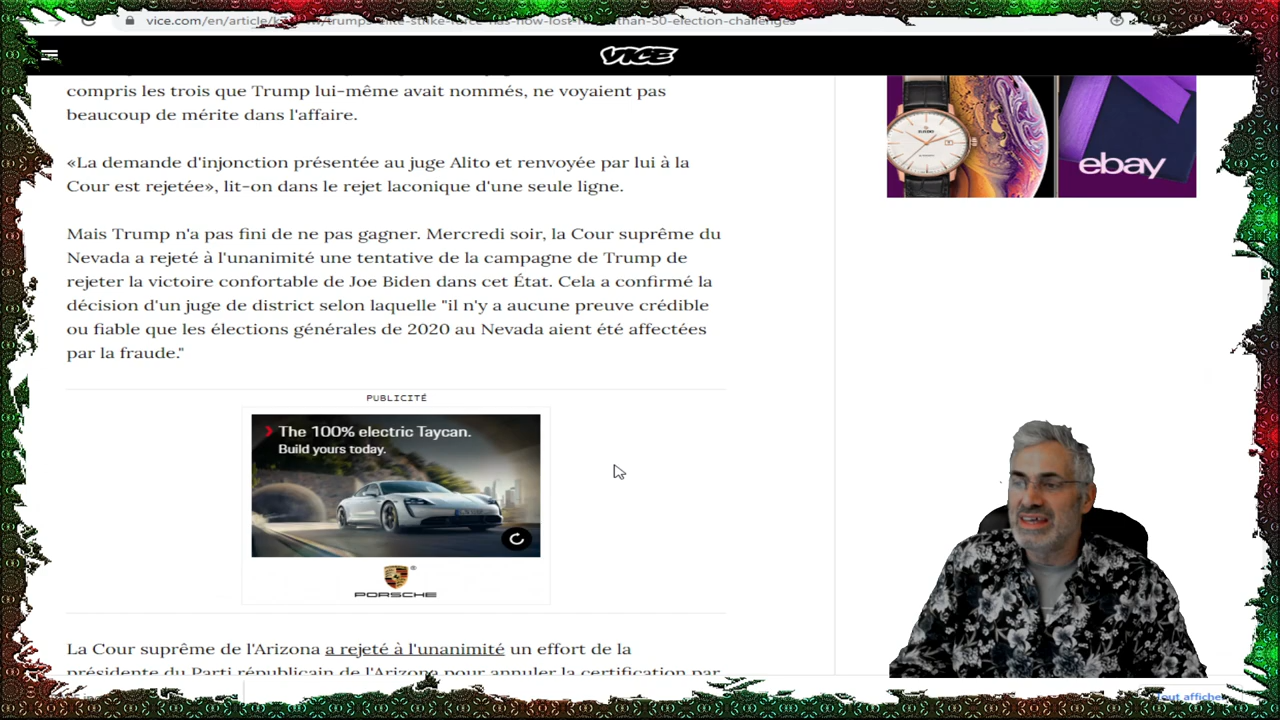 vice.com/en/article/
than-50-election-challenges
VICE
compris les trois que Trump lui-même avait nommés, ne voyaient pas
beaucoup de mérite dans l'affaire.
«La demande d'injonction présentée au juge Alito et renvoyée par lui à la
Cour est rejetée», lit-on dans le rejet laconique d'une seule ligne.
Mais Trump n'a pas fini de ne pas gagner. Mercredi soir, la Cour suprême du
Nevada a rejeté à l'unanimité une tentative de la campagne de Trump de
rejeter la victoire confortable de Joe Biden dans cet État. Cela a confirmé la
décision d'un juge de district selon laquelle "il n'y a aucune preuve crédible
ou fiable que les élections générales de 2020 au Nevada aient été affectées
par la fraude."
PUBLICITÉ
The 100% electric Taycan.
Build yours today.
PORSCHE
La Cour suprême de l'Arizona a rejeté à l'unanimité un effort de la
présidente du Parti républicain de l'Arizona pour annuler la certification par
ebay